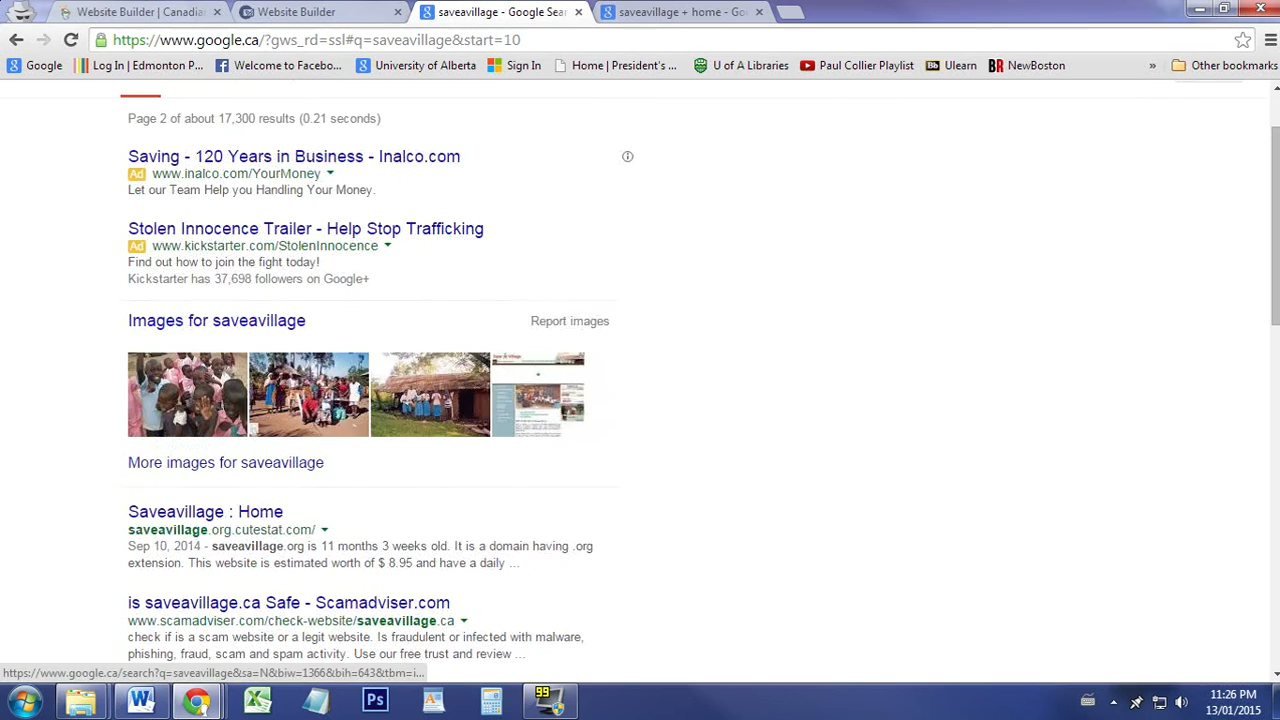 Website Builder | Canadia
Website Builder
saveavillage - Google Sea
saveavillage + home - Go
https://www.google.ca/?gws_rd=ssl#q=saveavillage&start=10
Google
Log In | Edmonton P...
Welcome to Facebo...
University of Alberta
Sign In
Home | President's ...
U of A Libraries
Paul Collier Playlist
Bb Ulearn
BR NewBoston
»
Other bookmarks
Page 2 of about 17,300 results (0.21 seconds)
Saving - 120 Years in Business - Inalco.com
Ad www.inalco.com/YourMoney
Let our Team Help you Handling Your Money.
Stolen Innocence Trailer - Help Stop Trafficking
Ad www.kickstarter.com/StolenInnocence
Find out how to join the fight today!
Kickstarter has 37,698 followers on Google+
Images for saveavillage
Report images
More images for saveavillage
Saveavillage : Home
saveavillage.org.cutestat.com/
Sep 10, 2014 - saveavillage.org is 11 months 3 weeks old. It is a domain having .org
extension. This website is estimated worth of $ 8.95 and have a daily ...
is saveavillage.ca Safe - Scamadviser.com
www.scamadviser.com/check-website/saveavillage.ca
check if is a scam website or a legit website. Is fraudulent or infected with malware,
phishing, fraud, scam and spam activity. Use our free trust and review ...
https://www.google.ca/search?q=saveavillage&sa=N&biw=1366&bih=643&tbm=i...
Ps
99
11:26 PM
13/01/2015